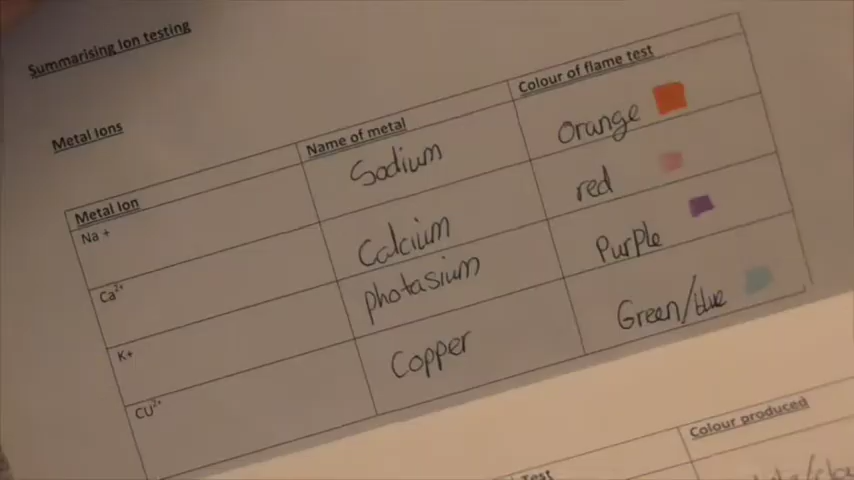 Summarising Ion testing
Metal Ions
Metal Ion Name of metal Colour of flame test
Na + Sodium orange
Ca2+ Calcium red
K+ photasium Purple
CU2+ Copper Green/blue
Test Colour produced